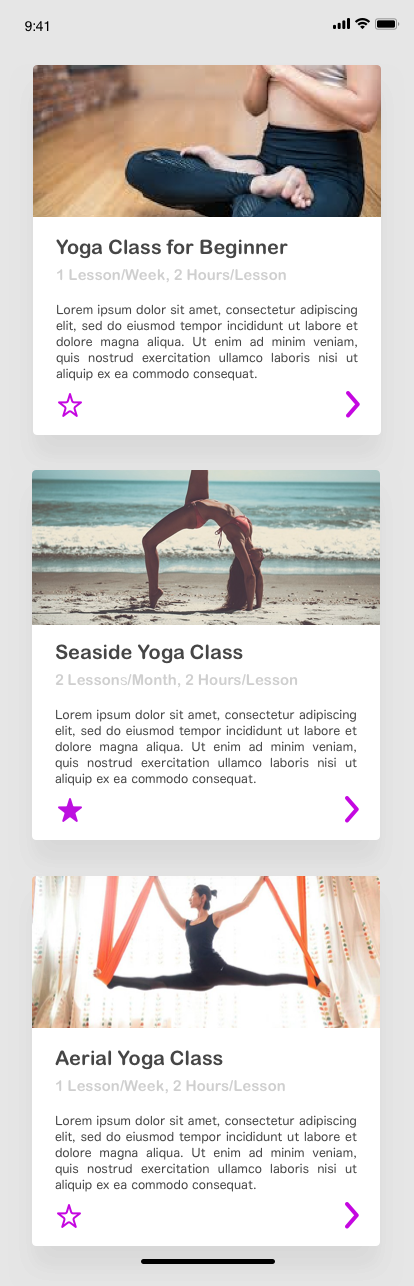 9:41
Yoga Class for Beginner
1 Lesson/Week, 2 Hours/Lesson
Lorem ipsum dolor sit amet, consectetur adipiscing
elit, sed do eiusmod tempor incididunt ut labore et
dolore magna aliqua. Ut enim ad minim veniam,
quis nostrud exercitation ullamco laboris nisi ut
aliquip ex ea commodo consequat.
Seaside Yoga Class
2 Lessons/Month, 2 Hours/Lesson
Lorem ipsum dolor sit amet, consectetur adipiscing
elit, sed do eiusmod tempor incididunt ut labore et
dolore magna aliqua. Ut enim ad minim veniam,
quis nostrud exercitation ullamco laboris nisi ut
aliquip ex ea commodo consequat.
Aerial Yoga Class
1 Lesson/Week, 2 Hours/Lesson
Lorem ipsum dolor sit amet, consectetur adipiscing
elit, sed do eiusmod tempor incididunt ut labore et
dolore magna aliqua. Ut enim ad minim veniam,
quis nostrud exercitation ullamco laboris nisi ut
aliquip ex ea commodo consequat.